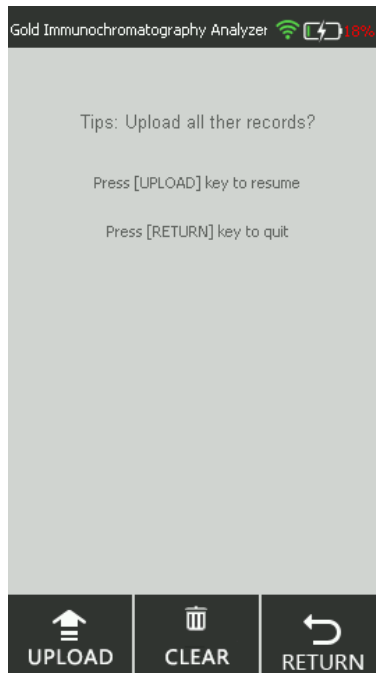 Gold Immunochromatography Analyzer 18%
Tips: Upload all ther records?
Press [UPLOAD] key to resume
Press [RETURN] key to quit
UPLOAD CLEAR RETURN